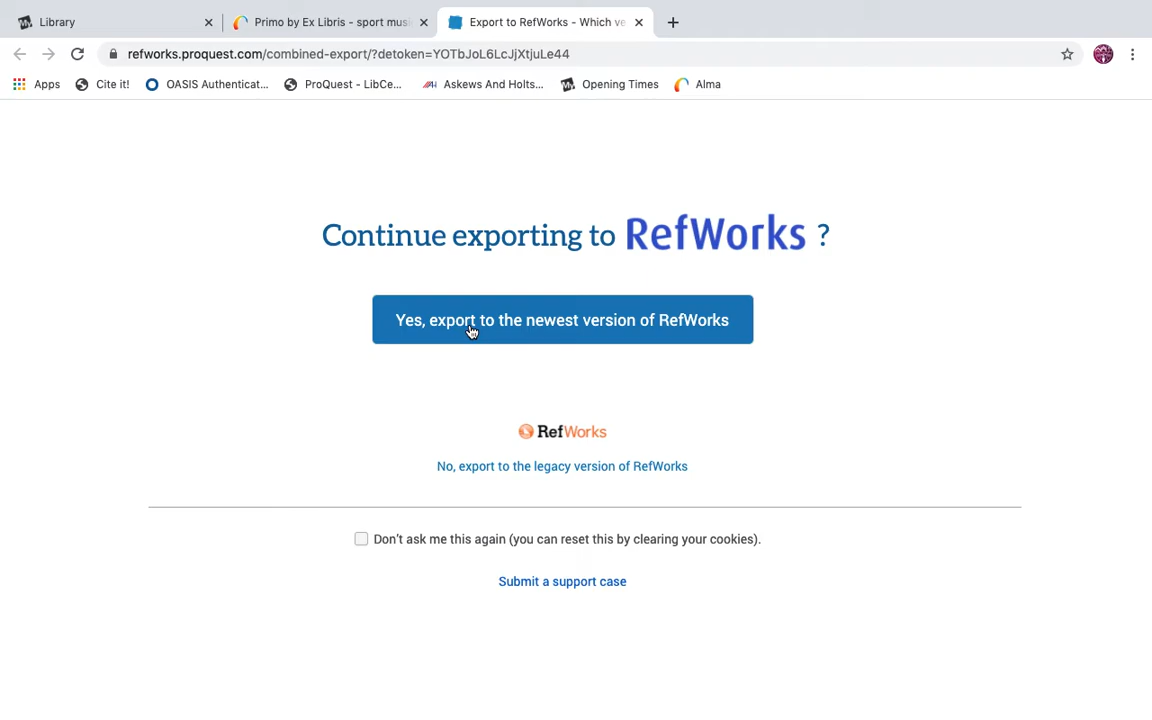 Library
Primo by Ex Libris - sport musi
Export to RefWorks - Which ve
refworks.proquest.com/combined-export/?detoken=YOTbJoL6LcJjXtjuLe44
Apps
Cite it!
OASIS Authenticat...
ProQuest - LibCe...
Askews And Holts...
Opening Times
Alma
Continue exporting to RefWorks ?
Yes, export to the newest version of RefWorks
RefWorks
No, export to the legacy version of RefWorks
Don't ask me this again (you can reset this by clearing your cookies).
Submit a support case